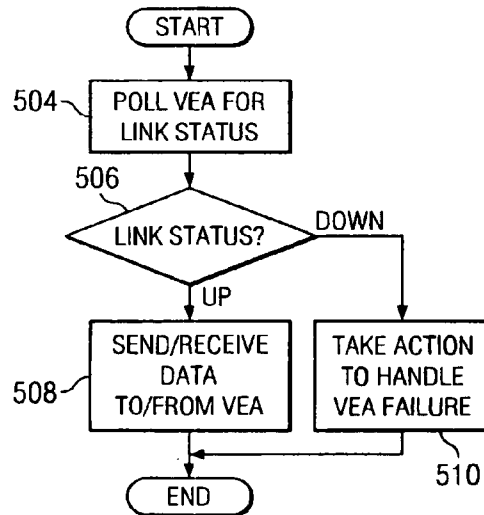 START
504
POLL VEA FOR
LINK STATUS
506
LINK STATUS?
DOWN
UP
508
SEND/RECEIVE
DATA
TO/FROM VEA
TAKE ACTION
TO HANDLE
VEA FAILURE
510
END